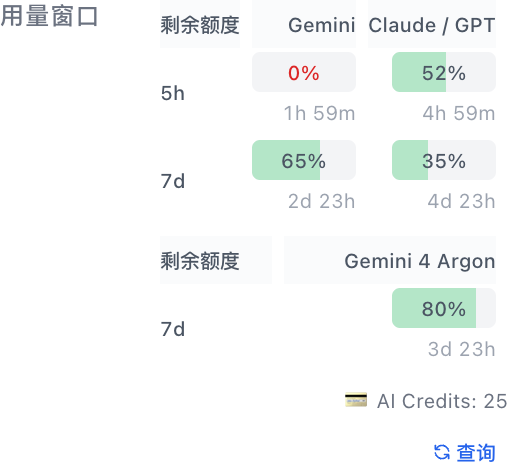 用量窗口
剩余额度 Gemini Claude / GPT
5h 0% 52%
1h 59m 4h 59m
7d 65% 35%
2d 23h 4d 23h
剩余额度 Gemini 4 Argon
7d 80%
3d 23h
AI Credits: 25
查询